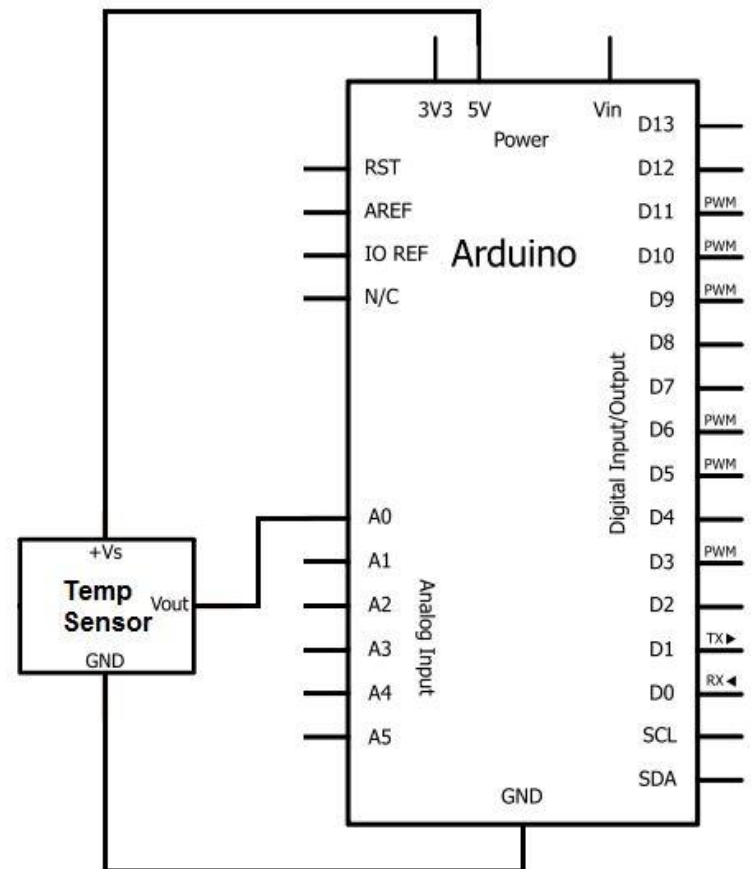 3V3 5V Vin
Power
D13
RST
D12
AREF
D11 PWM
IO REF
Arduino
D10 PWM
N/C
D9 PWM
D8
D7
D6 PWM
D5 PWM
Digital Input/Output
A0
D4
A1
D3 PWM
A2
D2
A3
D1 TX►
A4
D0 RX◄
A5
SCL
SDA
Analog Input
GND
+Vs
Temp
Sensor
Vout
GND